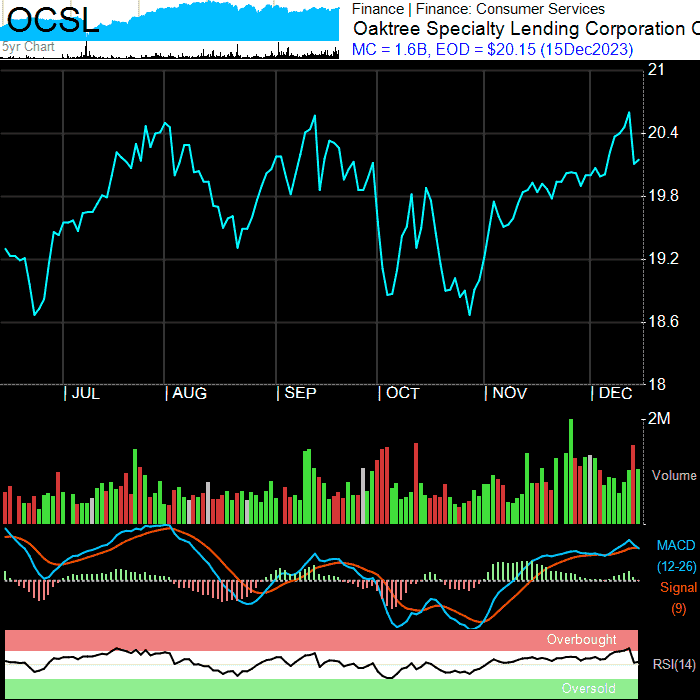 OCSL
5yr Chart
Finance | Finance: Consumer Services
Oaktree Specialty Lending Corporation C
MC = 1.6B, EOD = $20.15 (15Dec2023)
21
20.4
19.8
19.2
18.6
18
JUL AUG SEP OCT NOV DEC
2M
Volume
MACD
(12-26)
Signal
(9)
Overbought
RSI(14)
Oversold